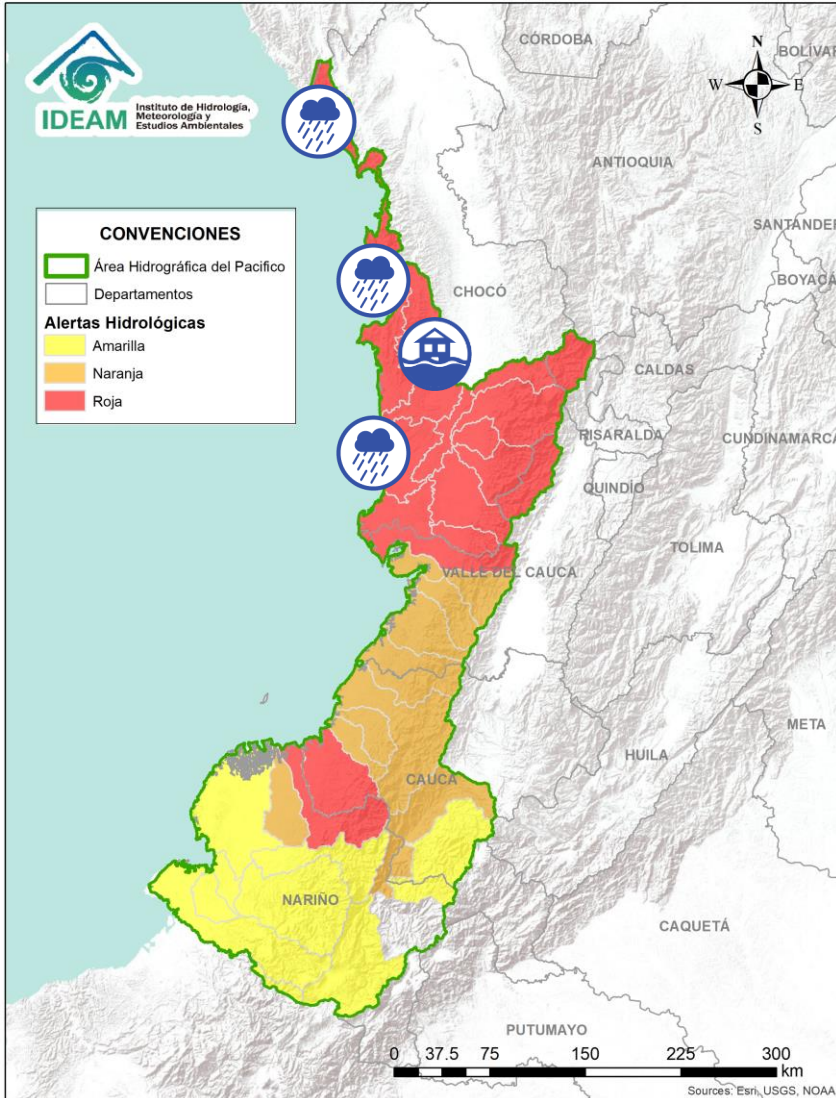 IDEAM
Instituto de Hidrología,
Meteorología y
Estudios Ambientales
CÓRDOBA
BOLÍVAR
N
W
E
S
ANTIOQUIA
SANTANDER
BOYACÁ
CONVENCIONES
Área Hidrográfica del Pacifico
Departamentos
Alertas Hidrológicas
Amarilla
Naranja
Roja
CHOCÓ
CALDAS
RISARALDA
CUNDINAMARCA
QUINDÍO
TOLIMA
VALLE DEL CAUCA
META
HUILA
CAUCA
NARIÑO
CAQUETÁ
PUTUMAYO
0 37.5 75 150 225 300
km
Sources: Esri, USGS, NOAA